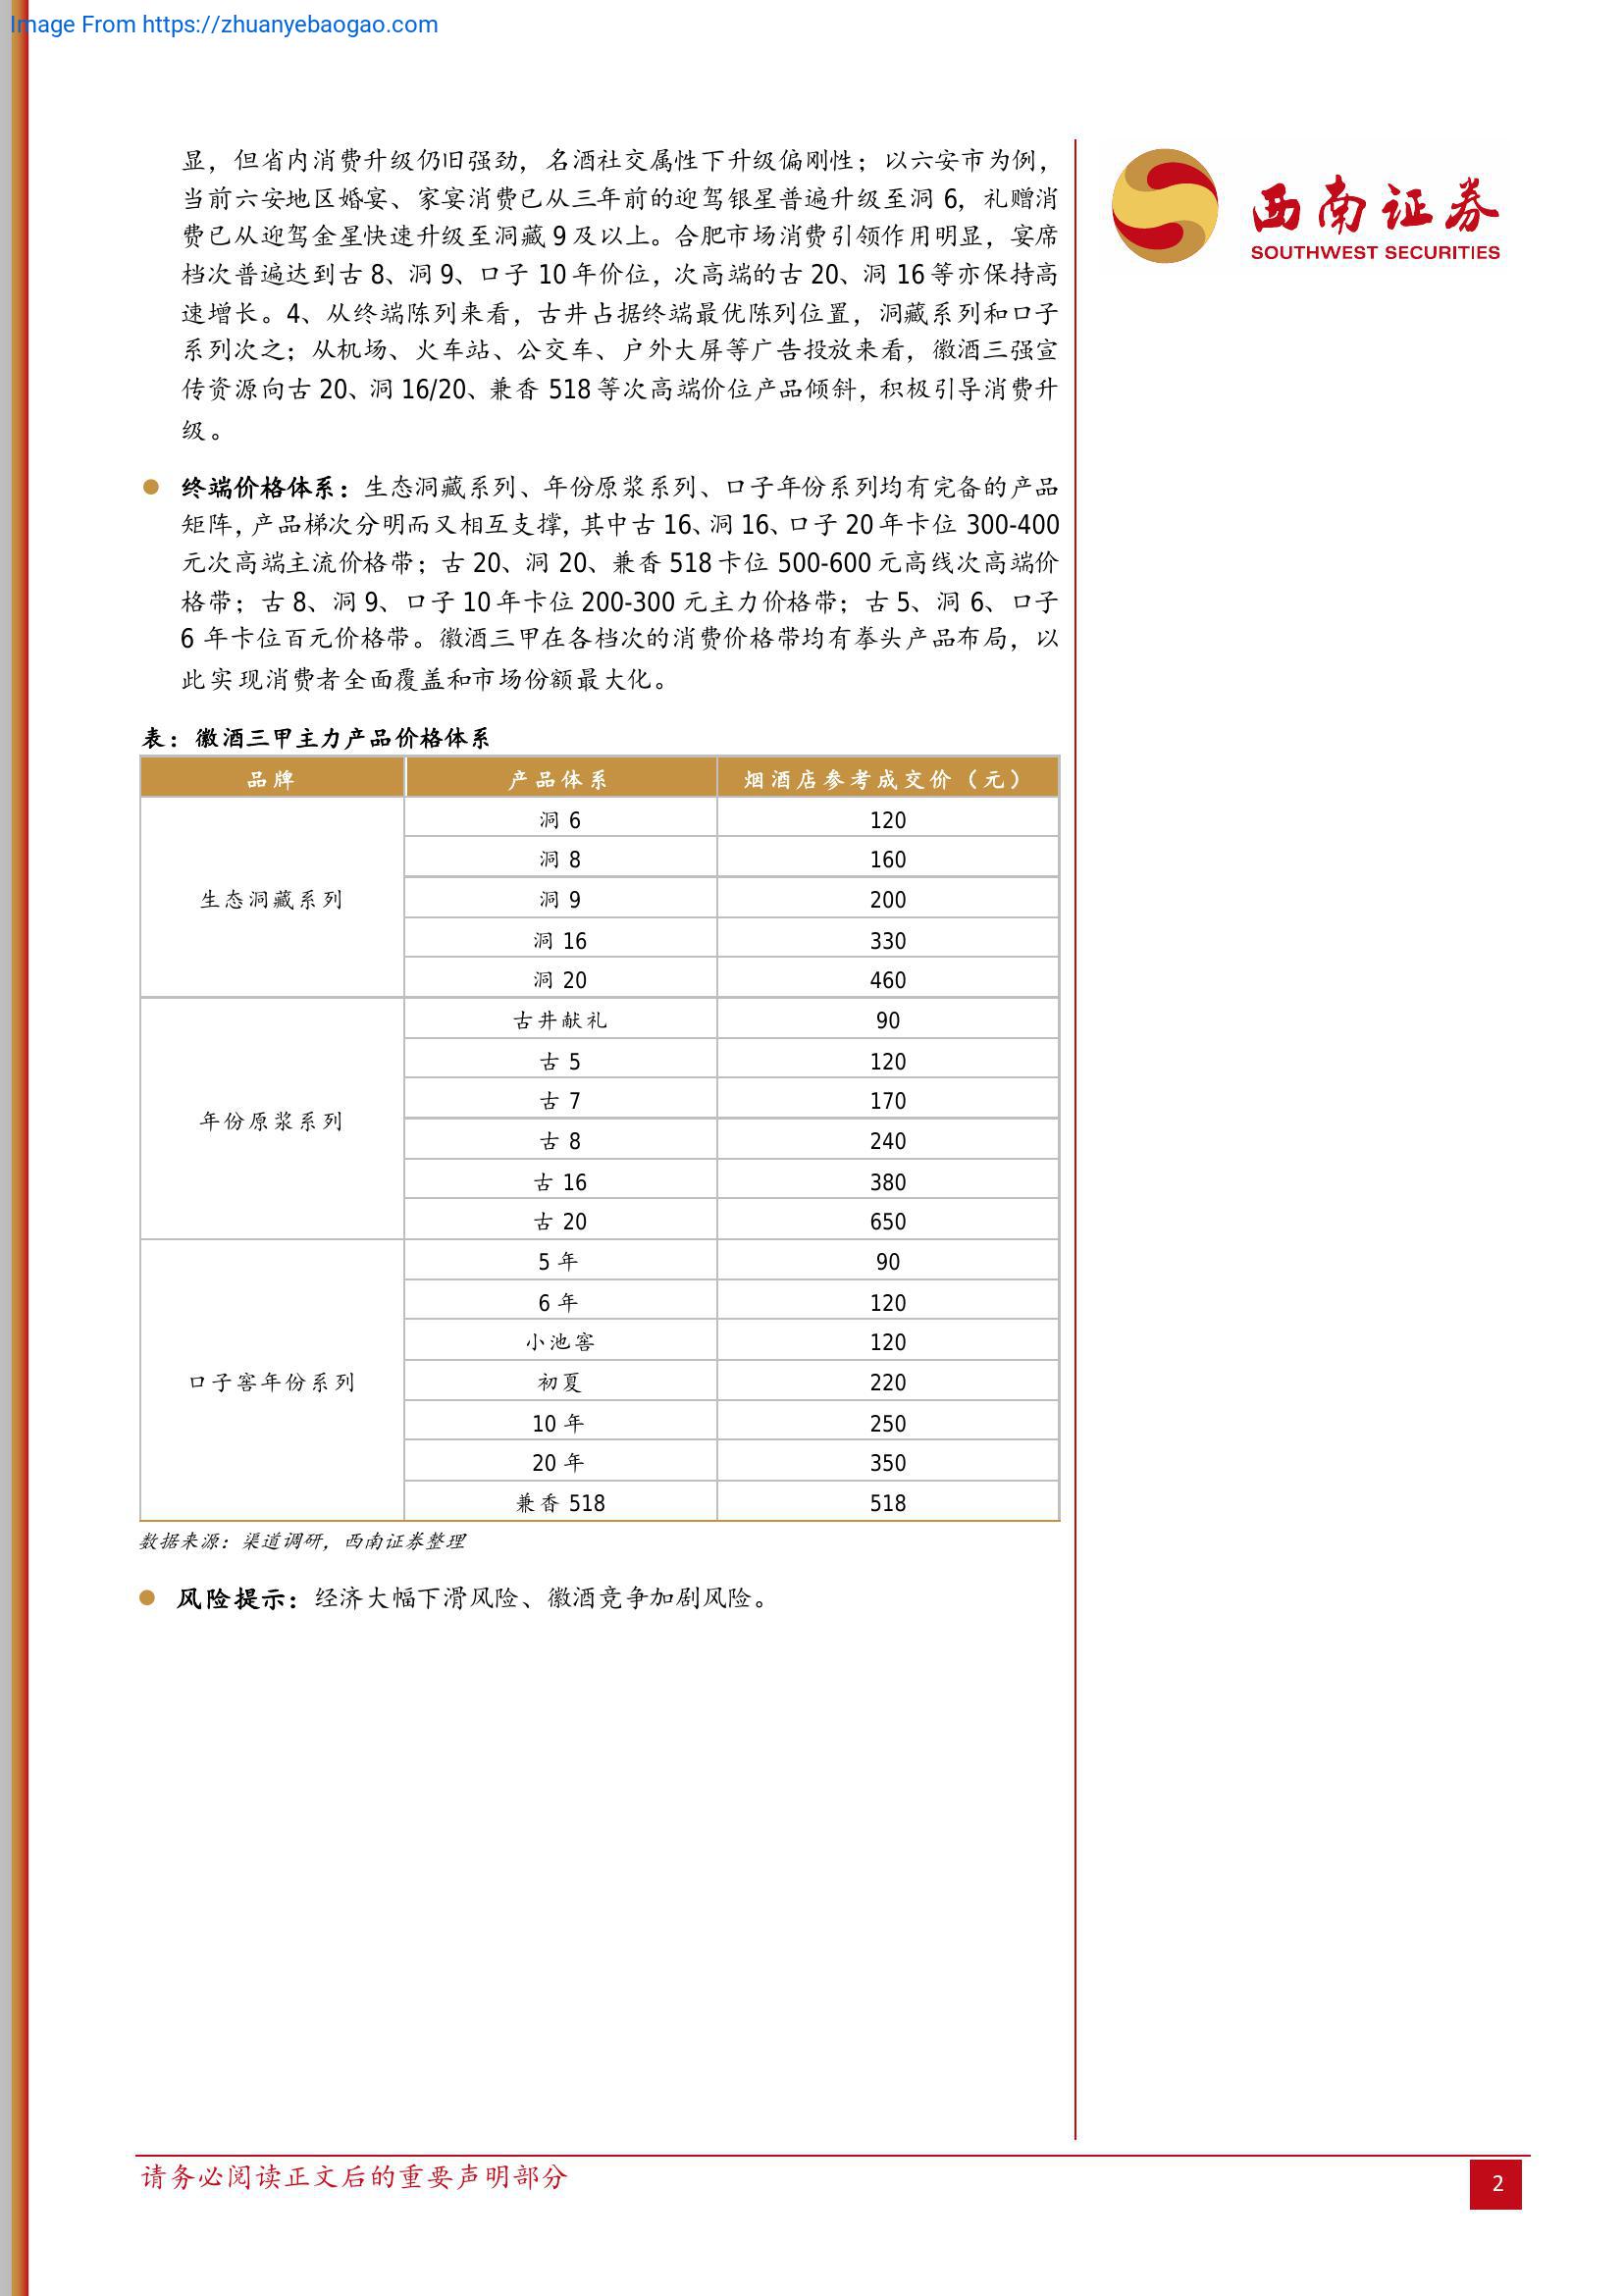 Image From https://zhuanyebaogao.com
西南证券
SOUTHWEST SECURITIES
显，但省内消费升级仍旧强劲，名酒社交属性下升级偏刚性；以六安市为例，
当前六安地区婚宴、家宴消费已从三年前的迎驾银星普遍升级至洞 6，礼赠消
费已从迎驾金星快速升级至洞藏 9 及以上。合肥市场消费引领作用明显，宴席
档次普遍达到古 8、洞 9、口子 10 年价位，次高端的古 20、洞 16 等亦保持高
速增长。4、从终端陈列来看，古井占据终端最优陈列位置，洞藏系列和口子
系列次之；从机场、火车站、公交车、户外大屏等广告投放来看，徽酒三强宣
传资源向古 20、洞 16/20、兼香 518 等次高端价位产品倾斜，积极引导消费升
级。
● 终端价格体系：生态洞藏系列、年份原浆系列、口子年份系列均有完备的产品
矩阵，产品梯次分明而又相互支撑，其中古 16、洞 16、口子 20 年卡位 300-400
元次高端主流价格带；古 20、洞 20、兼香 518 卡位 500-600 元高线次高端价
格带；古 8、洞 9、口子 10 年卡位 200-300 元主力价格带；古 5、洞 6、口子
6 年卡位百元价格带。徽酒三甲在各档次的消费价格带均有拳头产品布局，以
此实现消费者全面覆盖和市场份额最大化。
表：徽酒三甲主力产品价格体系
品牌 产品体系 烟酒店参考成交价（元）
生态洞藏系列
洞 6 120
洞 8 160
洞 9 200
洞 16 330
洞 20 460
年份原浆系列
古井献礼 90
古 5 120
古 7 170
古 8 240
古 16 380
古 20 650
口子窖年份系列
5 年 90
6 年 120
小池窖 120
初夏 220
10 年 250
20 年 350
兼香 518 518
数据来源：渠道调研，西南证券整理
● 风险提示：经济大幅下滑风险、徽酒竞争加剧风险。
请务必阅读正文后的重要声明部分
2